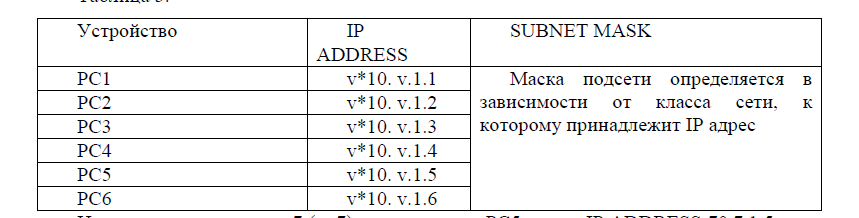 Таблица 3.
Устройство IP ADDRESS SUBNET MASK
PC1 v*10. v.1.1 Маска подсети определяется в
PC2 v*10. v.1.2 зависимости от класса сети, к
PC3 v*10. v.1.3 которому принадлежит IP адрес
PC4 v*10. v.1.4
PC5 v*10. v.1.5
PC6 v*10. v.1.6